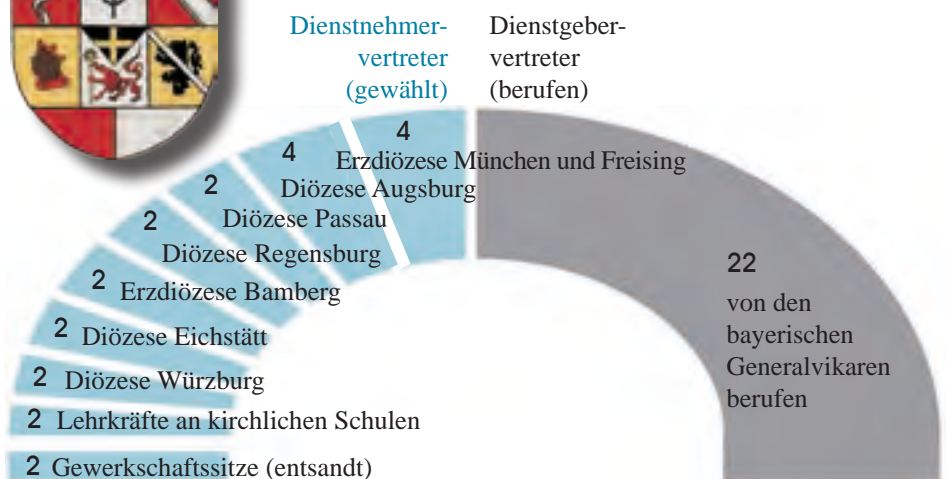 Dienstnehmer-
vertreter
(gewählt)
Dienstgeber-
vertreter
(berufen)
4
Erzdiözese München und Freising
4
Diözese Augsburg
2
Diözese Passau
2
Diözese Regensburg
2 Erzdiözese Bamberg
2 Diözese Eichstätt
2 Diözese Würzburg
2 Lehrkräfte an kirchlichen Schulen
2 Gewerkschaftssitze (entsandt)
22
von den
bayerischen
Generalvikaren
berufen